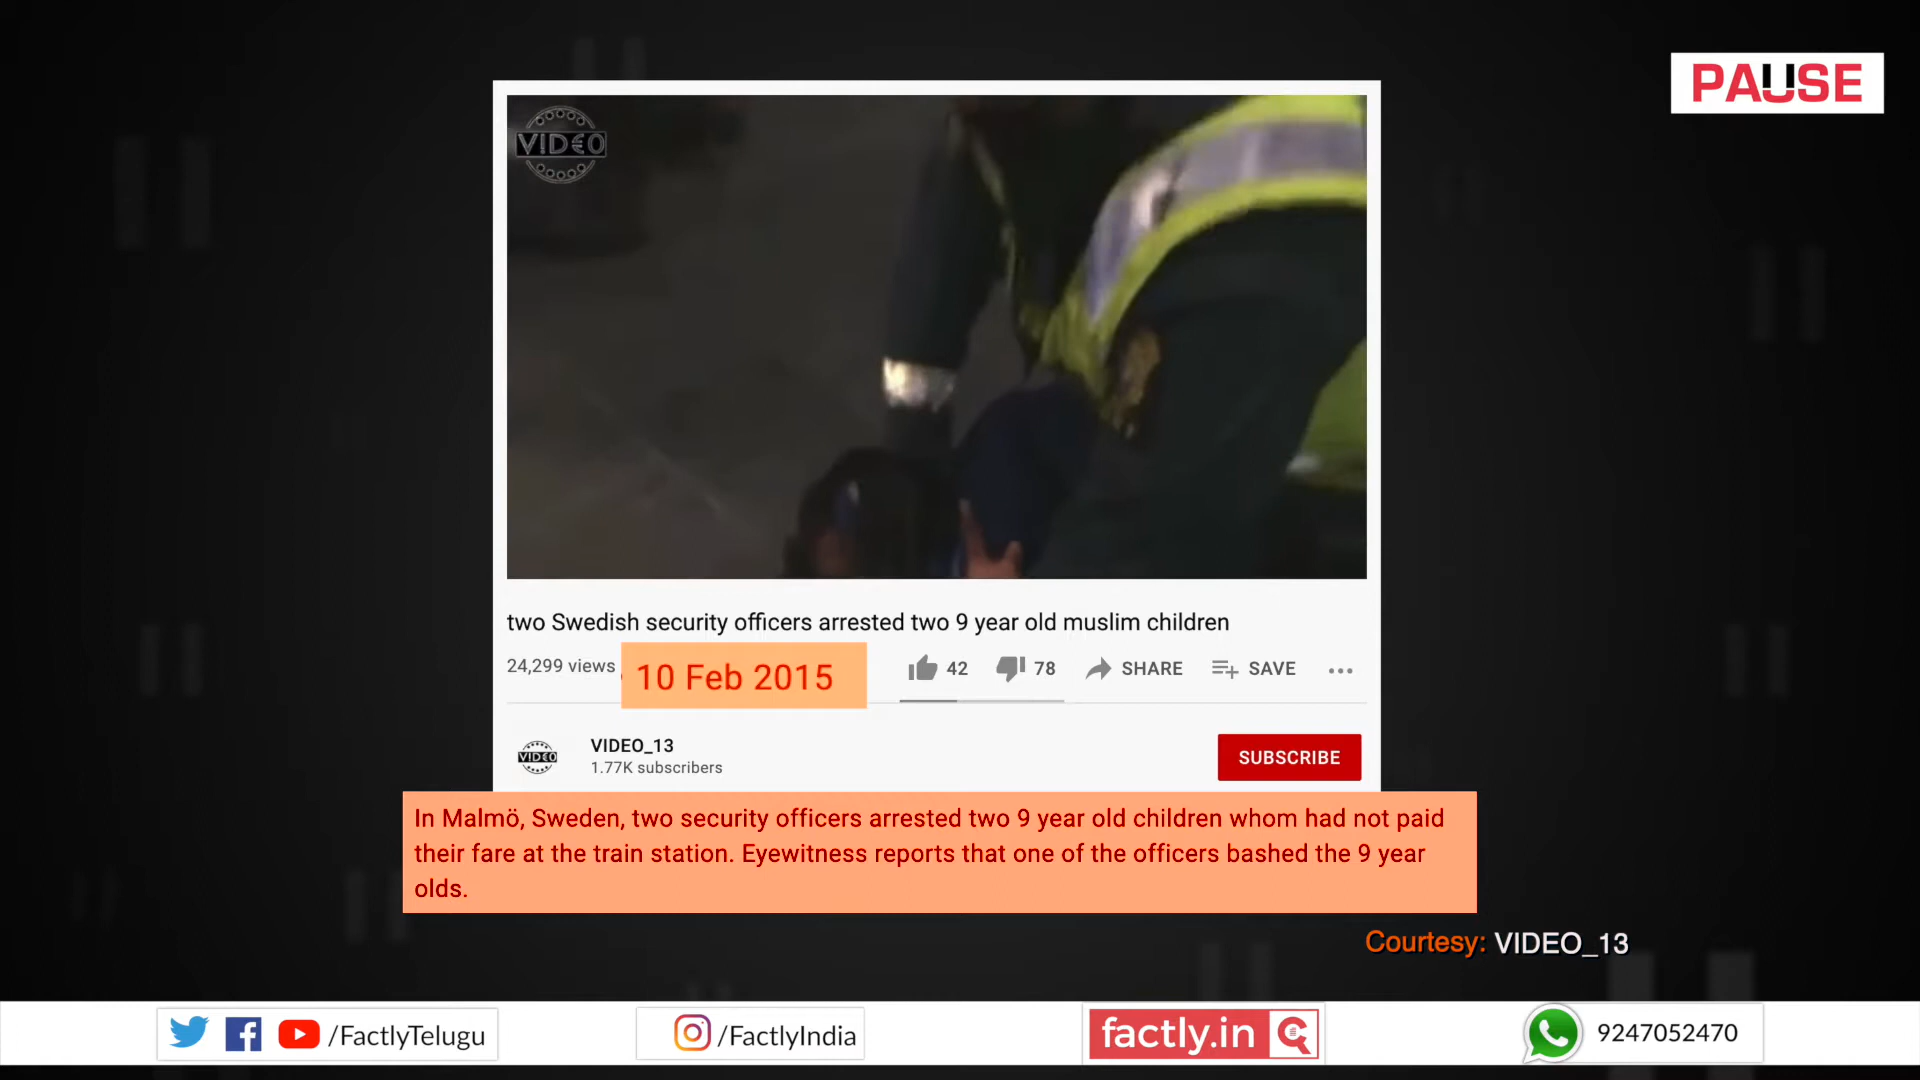 PAUSE
VID€O
two Swedish security officers arrested two 9 year old muslim children
24,299 views
10 Feb 2015
42
78
SHARE
SAVE
VIDEO_13
1.77K subscribers
SUBSCRIBE
In Malmö, Sweden, two security officers arrested two 9 year old children whom had not paid
their fare at the train station. Eyewitness reports that one of the officers bashed the 9 year
olds.
Courtesy: VIDEO_13
/FactlyTelugu
/FactlyIndia
factly.in
9247052470